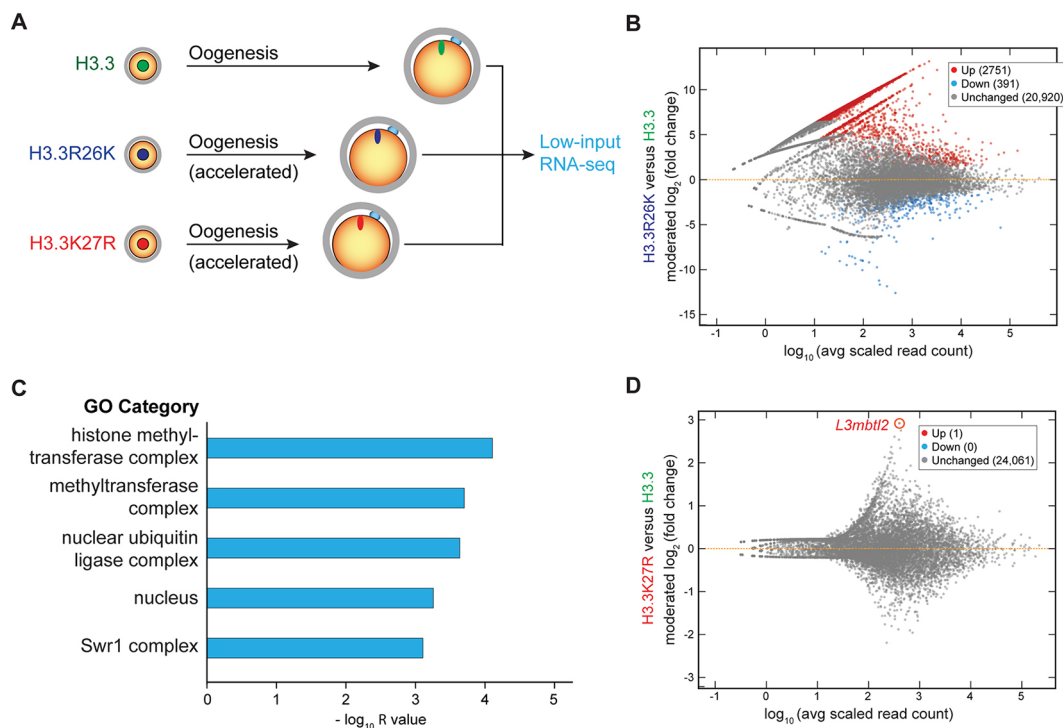 A
H3.3
Oogenesis
H3.3R26K
Oogenesis
(accelerated)
H3.3K27R
Oogenesis
(accelerated)
Low-input
RNA-seq
B
H3.3R26K versus H3.3
moderated log2 (fold change)
10
5
0
-5
-10
-15
Up (2751)
Down (391)
Unchanged (20,920)
-1 0 1 2 3 4 5
log10 (avg scaled read count)
C
GO Category
histone methyl-
transferase complex
methyltransferase
complex
nuclear ubiquitin
ligase complex
nucleus
Swr1 complex
0 1 2 3 4 5
- log10 R value
D
H3.3K27R versus H3.3
moderated log2 (fold change)
3
2
1
0
-1
-2
-3
L3mbtl2
Up (1)
Down (0)
Unchanged (24,061)
-1 0 1 2 3 4 5
log10 (avg scaled read count)